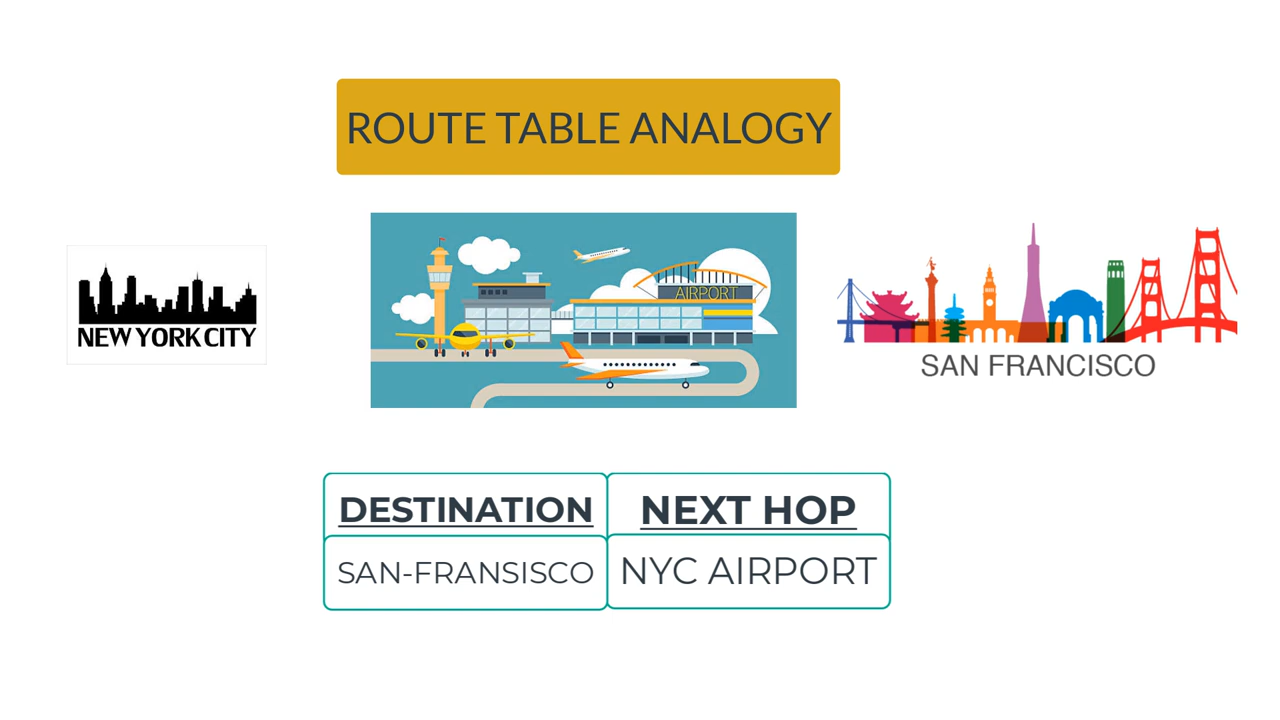 ROUTE TABLE ANALOGY
NEW YORK CITY
AIRPORT
SAN FRANCISCO
DESTINATION
NEXT HOP
SAN-FRANSISCO
NYC AIRPORT